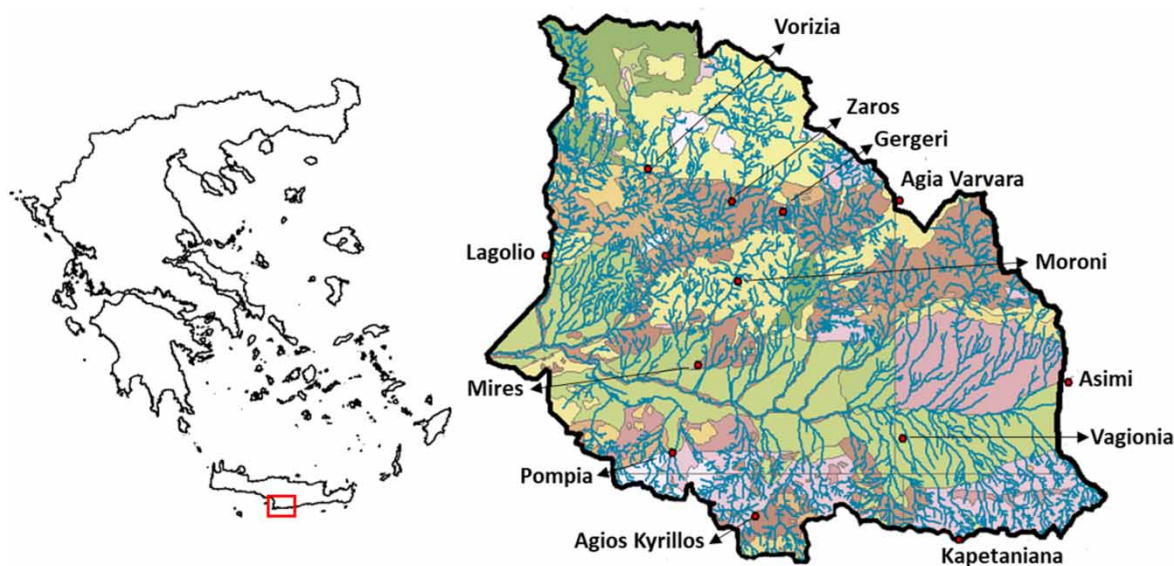 Vorizia
Zaros
Gergeri
Agia Varvara
Lagolio
Moroni
Mires
Asimi
Vagionia
Pompia
Agios Kyrillos
Kapetaniana